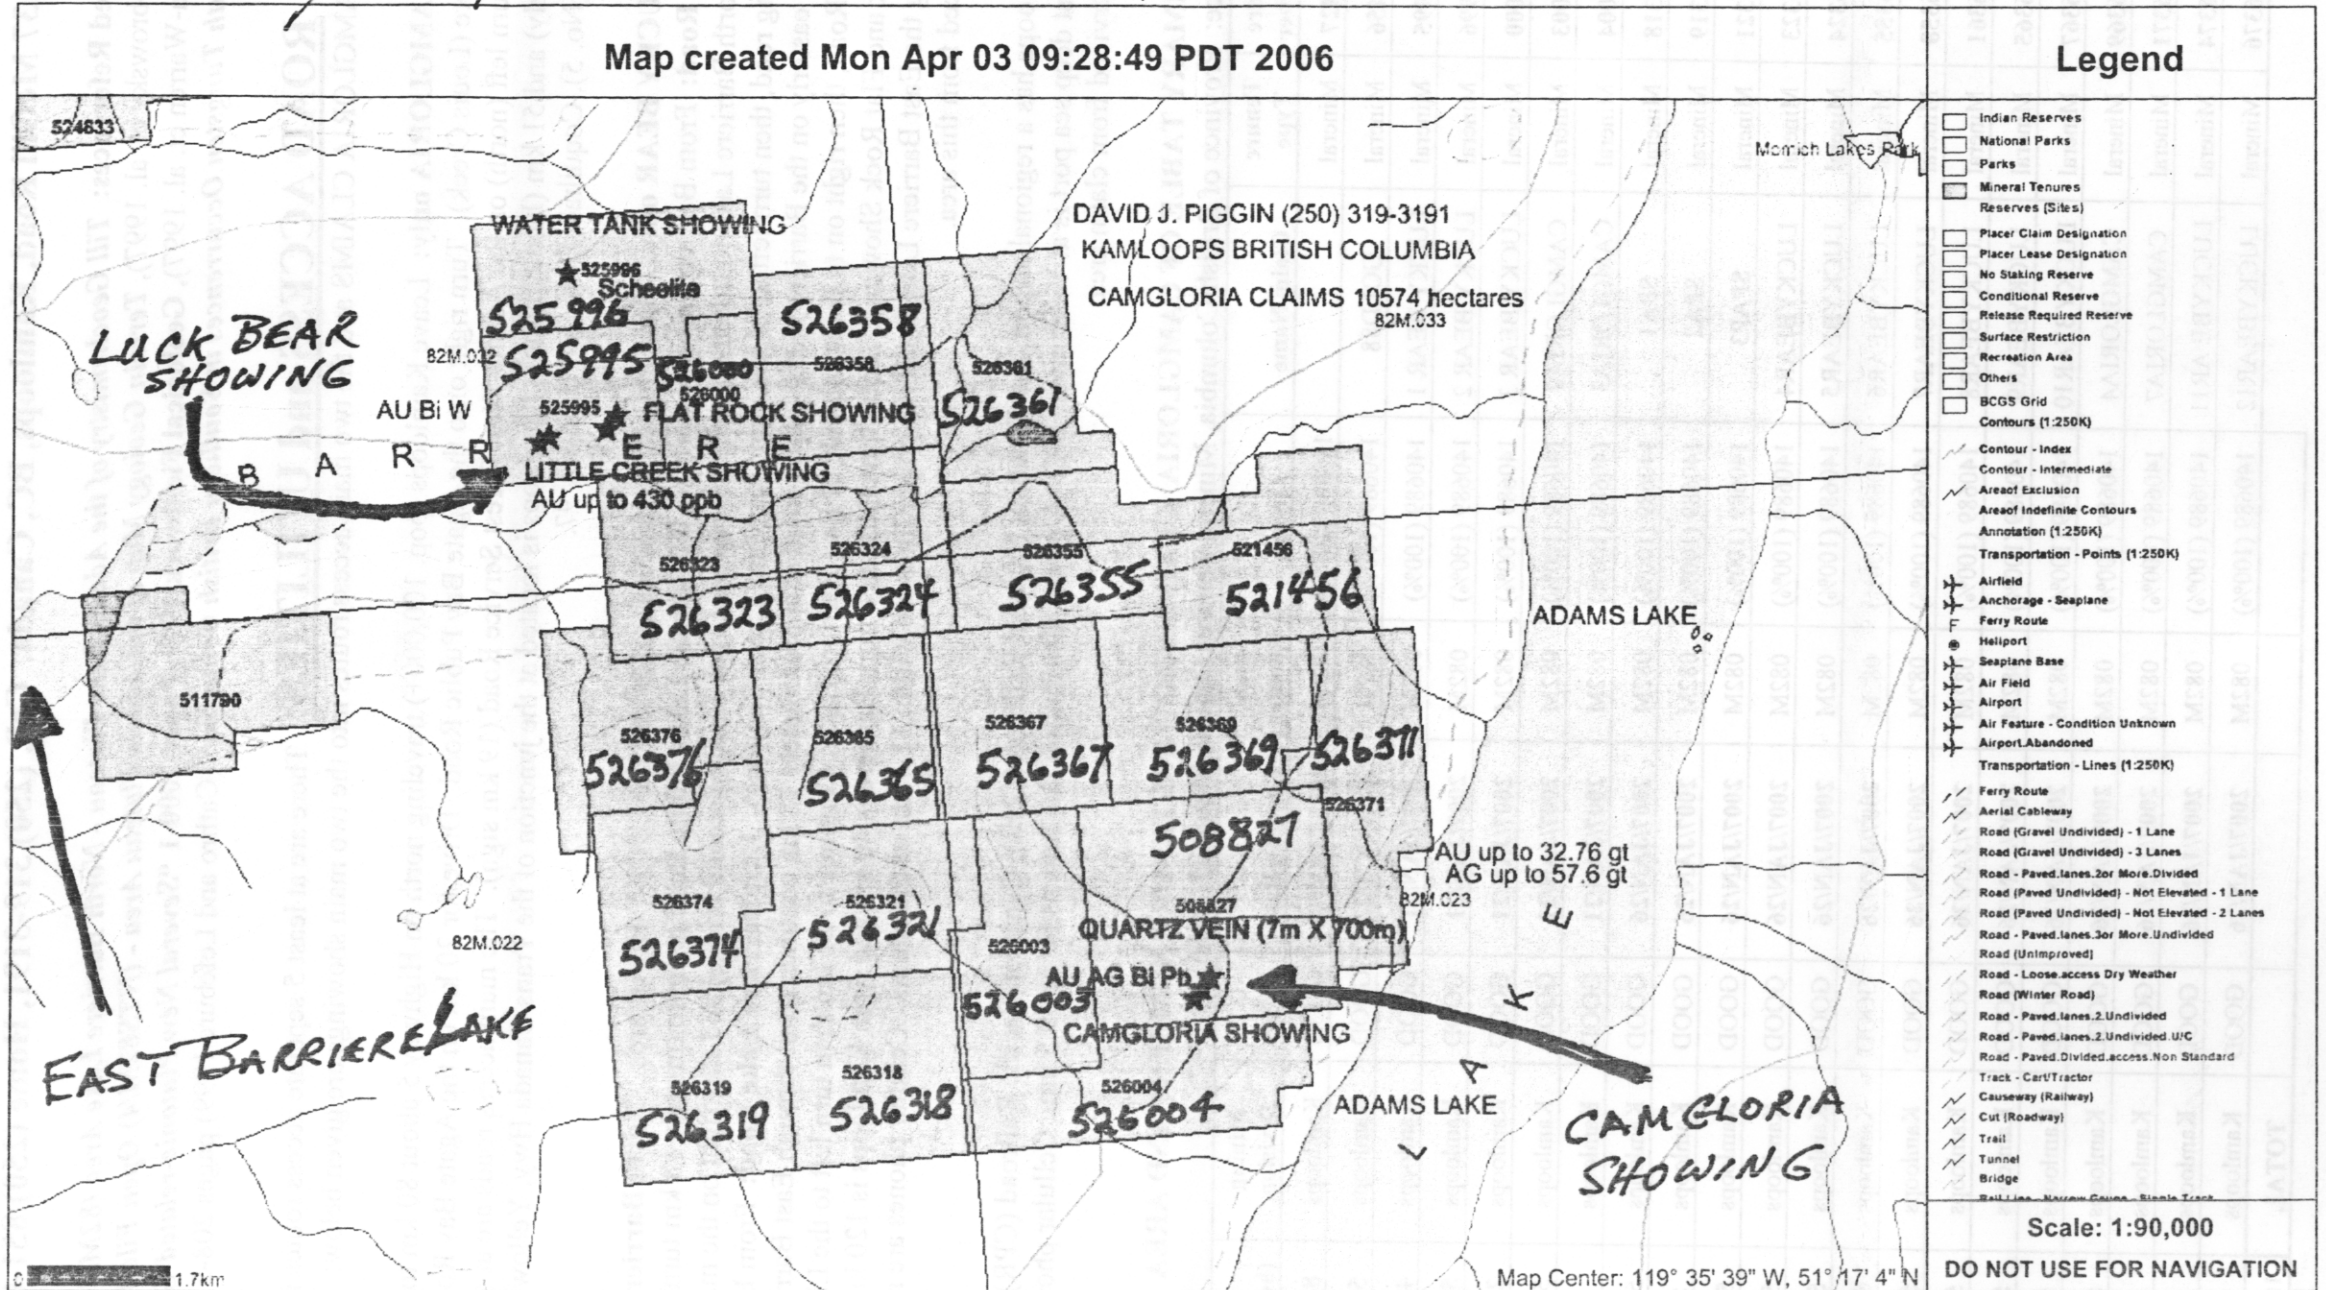 Map created Mon Apr 03 09:28:49 PDT 2006
524633
Momich Lakes Park
WATER TANK SHOWING
525996
Scheelite
525996
DAVID J. PIGGIN (250) 319-3191
KAMLOOPS BRITISH COLUMBIA
CAMGLORIA CLAIMS 10574 hectares
82M.033
LUCK BEAR
SHOWING
82M.032
525995
526000
526000
526358
526358
526361
526361
AU Bi W
525995
FLAT ROCK SHOWING
B A R R E R E
LITTLE CREEK SHOWING
AU up to 430 ppb
526323
526323
526324
526324
526355
526355
521456
521456
ADAMS LAKE
511790
526376
526376
526365
526365
526367
526367
526369
526369
526371
526371
508827
AU up to 32.76 gt
AG up to 57.6 gt
82M.023
526374
526374
526321
526321
508827
QUARTZ VEIN (7m X 700m)
526003
526003
AU AG Bi Pb
CAMGLORIA SHOWING
82M.022
EAST BARRIERE LAKE
526319
526319
526318
526318
526004
526004
ADAMS LAKE
L A K E
CAMGLORIA
SHOWING
0 1.7km
Map Center: 119° 35' 39" W, 51° 17' 4" N
Legend
Indian Reserves
National Parks
Parks
Mineral Tenures
Reserves (Sites)
Placer Claim Designation
Placer Lease Designation
No Staking Reserve
Conditional Reserve
Release Required Reserve
Surface Restriction
Recreation Area
Others
BCGS Grid
Contours (1:250K)
Contour - Index
Contour - Intermediate
Areaof Exclusion
Areaof Indefinite Contours
Annotation (1:250K)
Transportation - Points (1:250K)
Airfield
Anchorage - Seaplane
F Ferry Route
Heliport
Seaplane Base
Air Field
Airport
Air Feature - Condition Unknown
Airport.Abandoned
Transportation - Lines (1:250K)
Ferry Route
Aerial Cableway
Road (Gravel Undivided) - 1 Lane
Road (Gravel Undivided) - 3 Lanes
Road - Paved.lanes.2or More.Divided
Road (Paved Undivided) - Not Elevated - 1 Lane
Road (Paved Undivided) - Not Elevated - 2 Lanes
Road - Paved.lanes.3or More.Undivided
Road (Unimproved)
Road - Loose.access Dry Weather
Road (Winter Road)
Road - Paved.lanes.2.Undivided
Road - Paved.lanes.2.Undivided.U/C
Road - Paved.Divided.access.Non Standard
Track - Cart/Tractor
Causeway (Railway)
Cut (Roadway)
Trail
Tunnel
Bridge
Rail Line - Narrow Gauge - Single Track
Scale: 1:90,000
DO NOT USE FOR NAVIGATION